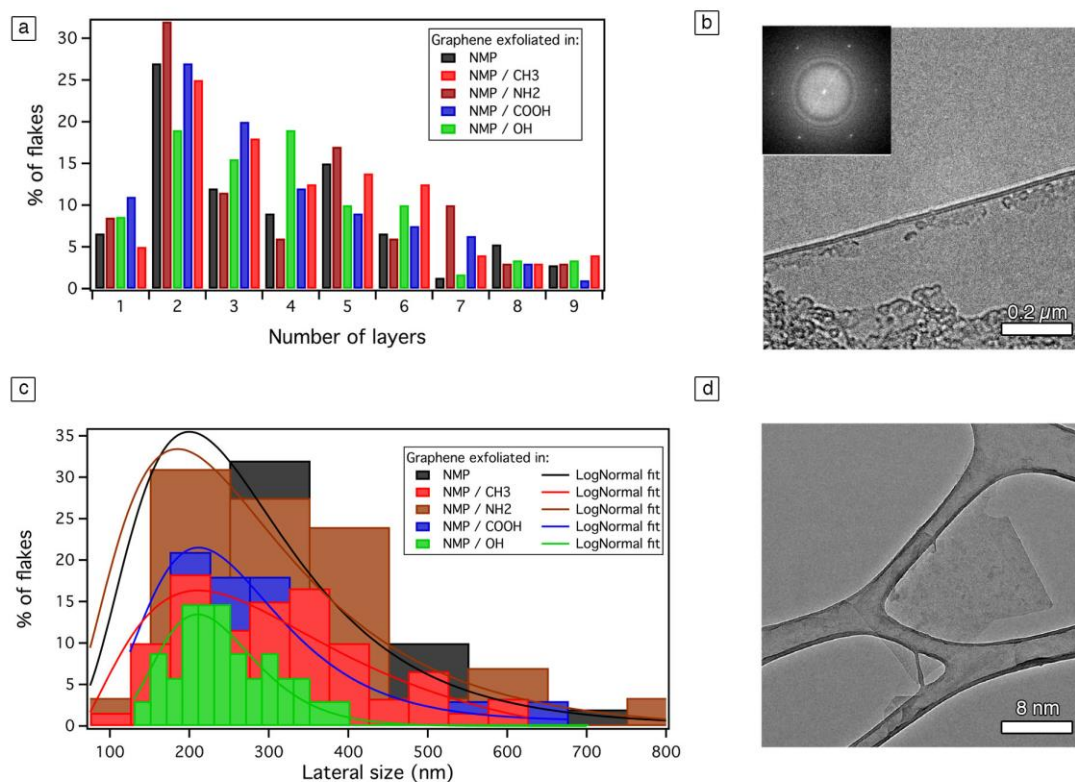 a
30
25
20
15
10
5
0
% of flakes
Graphene exfoliated in:
NMP
NMP / CH3
NMP / NH2
NMP / COOH
NMP / OH
1 2 3 4 5 6 7 8 9
Number of layers
b
0.2 µm
c
35
30
25
20
15
10
5
0
% of flakes
Graphene exfoliated in:
NMP LogNormal fit
NMP / CH3 LogNormal fit
NMP / NH2 LogNormal fit
NMP / COOH LogNormal fit
NMP / OH LogNormal fit
100 200 300 400 500 600 700 800
Lateral size (nm)
d
8 nm